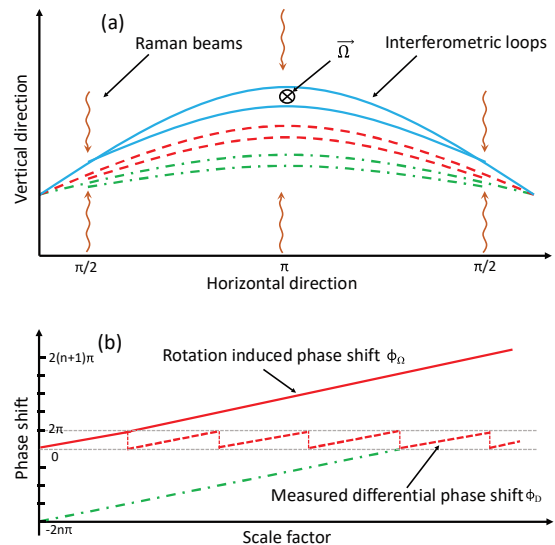 (a)
Raman beams
Ω
Interferometric loops
Vertical direction
π/2
π
π/2
Horizontal direction
(b)
2(n+1)π
Rotation induced phase shift ϕΩ
2π
0
Phase shift
Measured differential phase shift ϕD
-2nπ
Scale factor